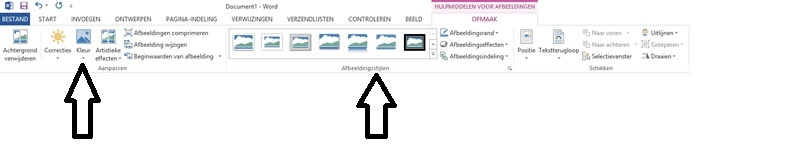 Document1 - Word
HULPMIDDELEN VOOR AFBEELDINGEN
BESTAND START INVOEGEN ONTWERPEN PAGINA-INDELING VERWIJZINGEN VERZENDLIJSTEN CONTROLEREN BEELD OPMAAK
Achtergrond verwijderen
Correcties
Kleur
Artistieke effecten
Afbeeldingen comprimeren
Afbeelding wijzigen
Beginwaarden van afbeelding
Aanpassen
Afbeeldingsstijlen
Afbeeldingsrand
Afbeeldingseffecten
Afbeeldingsindeling
Positie
Tekstterugloop
Naar voren
Naar achteren
Selectievenster
Uitlijnen
Groeperen
Draaien
Schikken